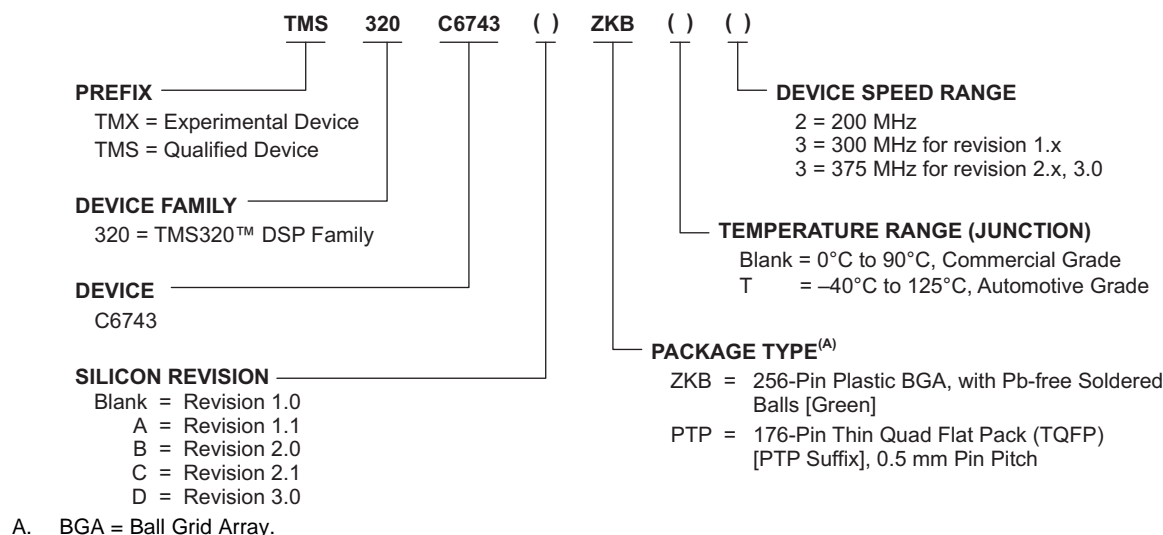 TMS 320 C6743 ( ) ZKB ( ) ( )
PREFIX
TMX = Experimental Device
TMS = Qualified Device
DEVICE FAMILY
320 = TMS320™ DSP Family
DEVICE
C6743
SILICON REVISION
Blank = Revision 1.0
A = Revision 1.1
B = Revision 2.0
C = Revision 2.1
D = Revision 3.0
DEVICE SPEED RANGE
2 = 200 MHz
3 = 300 MHz for revision 1.x
3 = 375 MHz for revision 2.x, 3.0
TEMPERATURE RANGE (JUNCTION)
Blank = 0°C to 90°C, Commercial Grade
T = –40°C to 125°C, Automotive Grade
PACKAGE TYPE(A)
ZKB = 256-Pin Plastic BGA, with Pb-free Soldered
Balls [Green]
PTP = 176-Pin Thin Quad Flat Pack (TQFP)
[PTP Suffix], 0.5 mm Pin Pitch
A. BGA = Ball Grid Array.